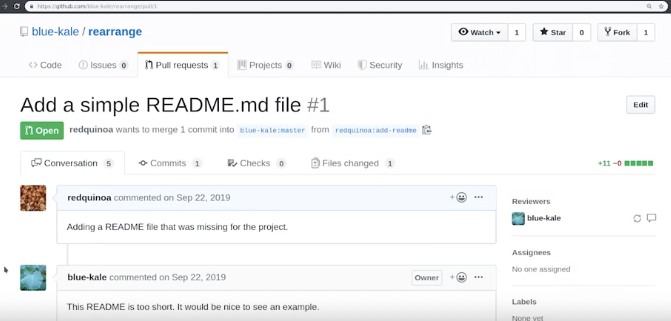 https://github.com/blue-kale/rearrange/pull/1
blue-kale / rearrange
Watch 1 Star 0 Fork 1
Code Issues 0 Pull requests 1 Projects 0 Wiki Security Insights
Add a simple README.md file #1
Edit
Open redquinoa wants to merge 1 commit into blue-kale:master from redquinoa:add-readme
Conversation 5 Commits 1 Checks 0 Files changed 1 +11 −0
redquinoa commented on Sep 22, 2019
Adding a README file that was missing for the project.
blue-kale commented on Sep 22, 2019 Owner
This README is too short. It would be nice to see an example.
Reviewers
blue-kale
Assignees
No one assigned
Labels
None yet